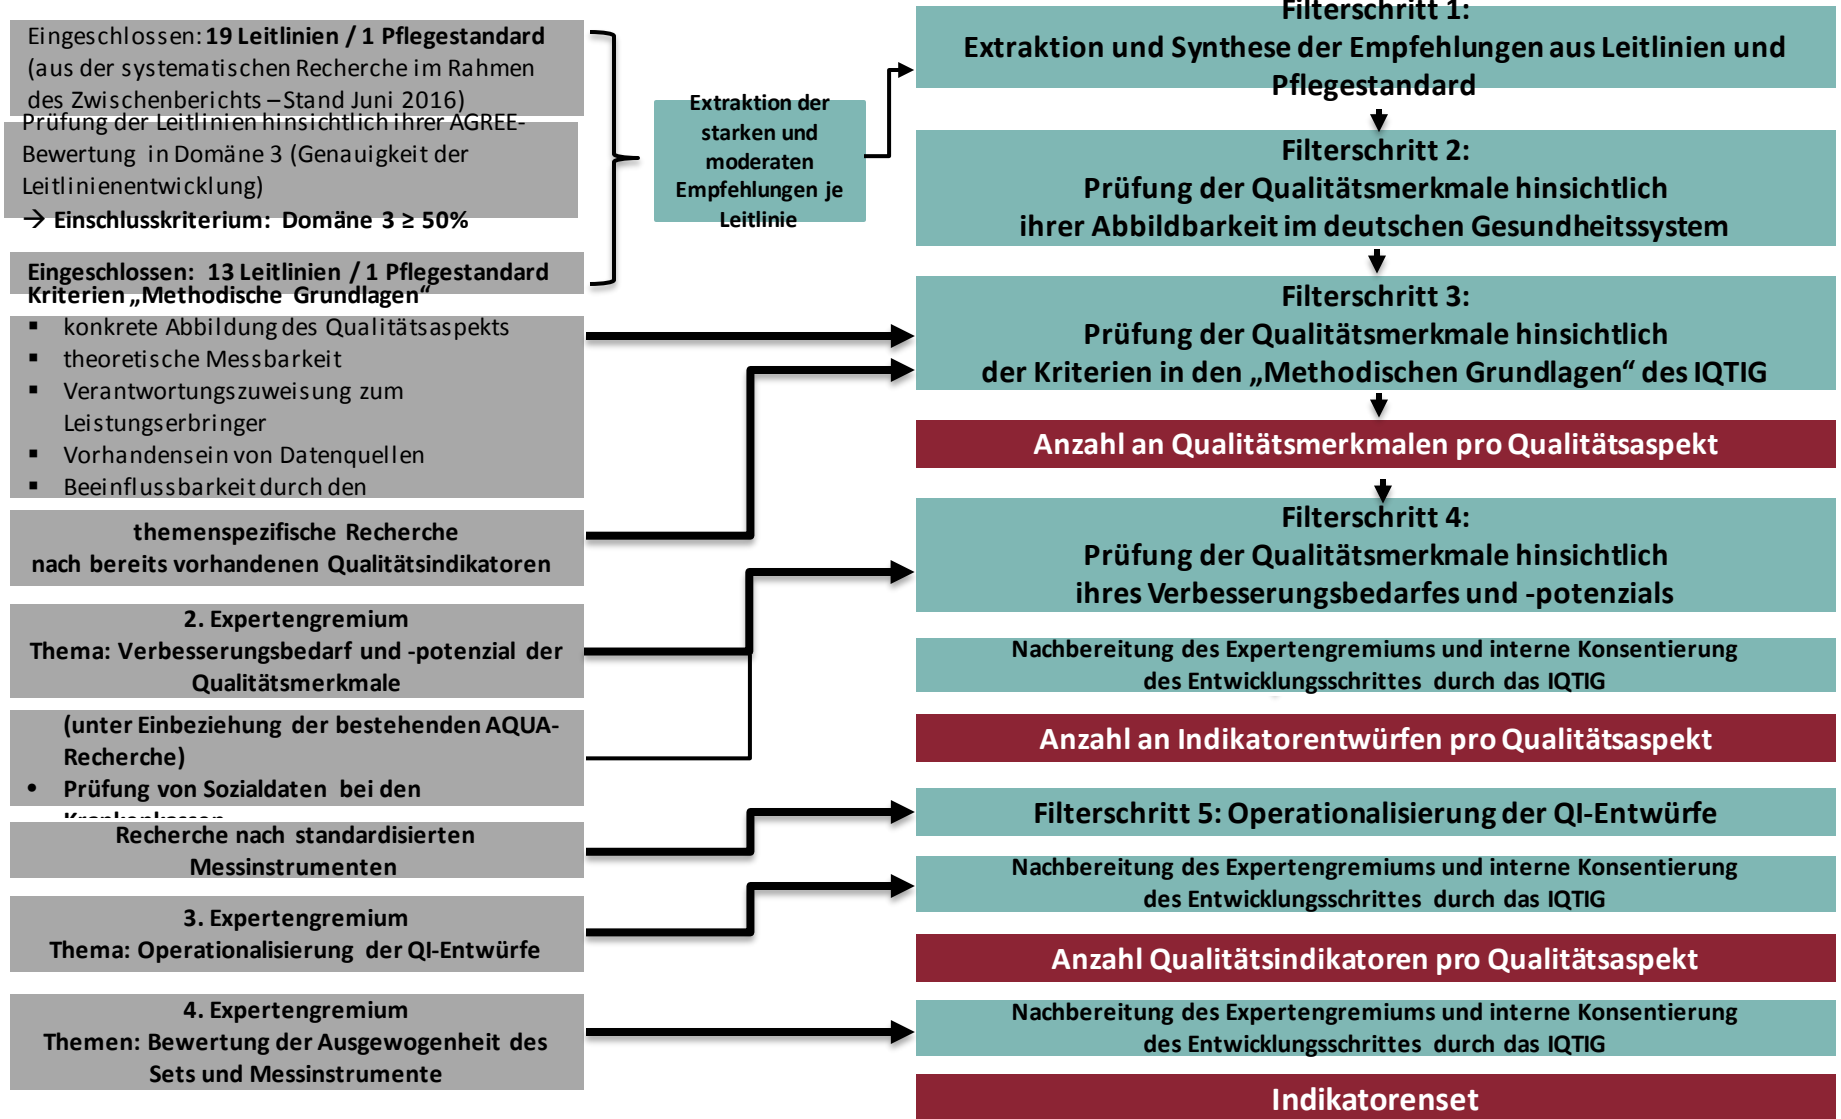 Eingeschlossen: 19 Leitlinien / 1 Pflegestandard
(aus der systematischen Recherche im Rahmen
des Zwischenberichts – Stand Juni 2016)
Prüfung der Leitlinien hinsichtlich ihrer AGREE-
Bewertung in Domäne 3 (Genauigkeit der
Leitlinienentwicklung)
→ Einschlusskriterium: Domäne 3 ≥ 50%
Eingeschlossen: 13 Leitlinien / 1 Pflegestandard
Kriterien „Methodische Grundlagen“
▪ konkrete Abbildung des Qualitätsaspekts
▪ theoretische Messbarkeit
▪ Verantwortungszuweisung zum
Leistungserbringer
▪ Vorhandensein von Datenquellen
▪ Beeinflussbarkeit durch den
themenspezifische Recherche
nach bereits vorhandenen Qualitätsindikatoren
2. Expertengremium
Thema: Verbesserungsbedarf und -potenzial der
Qualitätsmerkmale
(unter Einbeziehung der bestehenden AQUA-
Recherche)
• Prüfung von Sozialdaten bei den
Krankenkassen
Recherche nach standardisierten
Messinstrumenten
3. Expertengremium
Thema: Operationalisierung der QI-Entwürfe
4. Expertengremium
Themen: Bewertung der Ausgewogenheit des
Sets und Messinstrumente
Extraktion der
starken und
moderaten
Empfehlungen je
Leitlinie
Filterschritt 1:
Extraktion und Synthese der Empfehlungen aus Leitlinien und
Pflegestandard
Filterschritt 2:
Prüfung der Qualitätsmerkmale hinsichtlich
ihrer Abbildbarkeit im deutschen Gesundheitssystem
Filterschritt 3:
Prüfung der Qualitätsmerkmale hinsichtlich
der Kriterien in den „Methodischen Grundlagen“ des IQTIG
Anzahl an Qualitätsmerkmalen pro Qualitätsaspekt
Filterschritt 4:
Prüfung der Qualitätsmerkmale hinsichtlich
ihres Verbesserungsbedarfes und -potenzials
Nachbereitung des Expertengremiums und interne Konsentierung
des Entwicklungsschrittes durch das IQTIG
Anzahl an Indikatorentwürfen pro Qualitätsaspekt
Filterschritt 5: Operationalisierung der QI-Entwürfe
Nachbereitung des Expertengremiums und interne Konsentierung
des Entwicklungsschrittes durch das IQTIG
Anzahl Qualitätsindikatoren pro Qualitätsaspekt
Nachbereitung des Expertengremiums und interne Konsentierung
des Entwicklungsschrittes durch das IQTIG
Indikatorenset